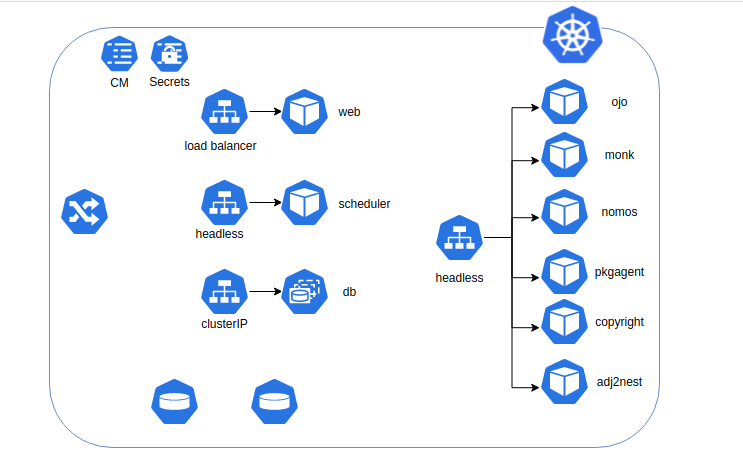 CM
Secrets
load balancer
web
headless
scheduler
clusterIP
db
headless
ojo
monk
nomos
pkgagent
copyright
adj2nest